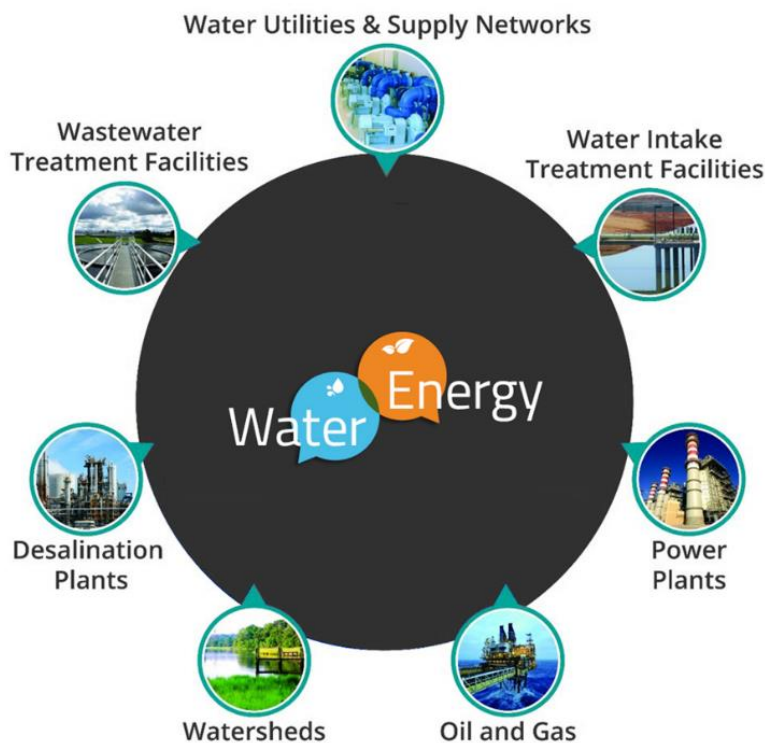 Water Utilities & Supply Networks
Wastewater
Treatment Facilities
Water Intake
Treatment Facilities
Water
Energy
Desalination
Plants
Power
Plants
Watersheds
Oil and Gas